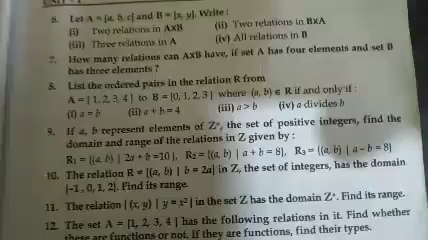 6. Let A = {a, b, c} and B = {x, y}. Write :
(i) Two relations in AXB (ii) Two relations in BXA
(iii) Three relations in A (iv) All relations in B
7. How many relations can AXB have, if set A has four elements and set B
has three elements ?
8. List the ordered pairs in the relation R from
A = { 1, 2, 3, 4 } to B = {0, 1, 2, 3 } where (a, b) ∈ R if and only if :
(i) a = b (ii) a + b = 4 (iii) a > b (iv) a divides b
9. If a, b represent elements of Z⁺, the set of positive integers, find the
domain and range of the relations in Z given by :
R₁ = {(a, b) | 2a + b = 10 }, R₂ = {(a, b) | a + b = 8}, R₃ = {(a, b) | a – b = 8}
10. The relation R = {(a, b) | b = 2a} in Z, the set of integers, has the domain
{-1, 0, 1, 2}. Find its range.
11. The relation { (x, y) | y = x² } in the set Z has the domain Z⁺. Find its range.
12. The set A = {1, 2, 3, 4 } has the following relations in it. Find whether
these are functions or not. If they are functions, find their types.